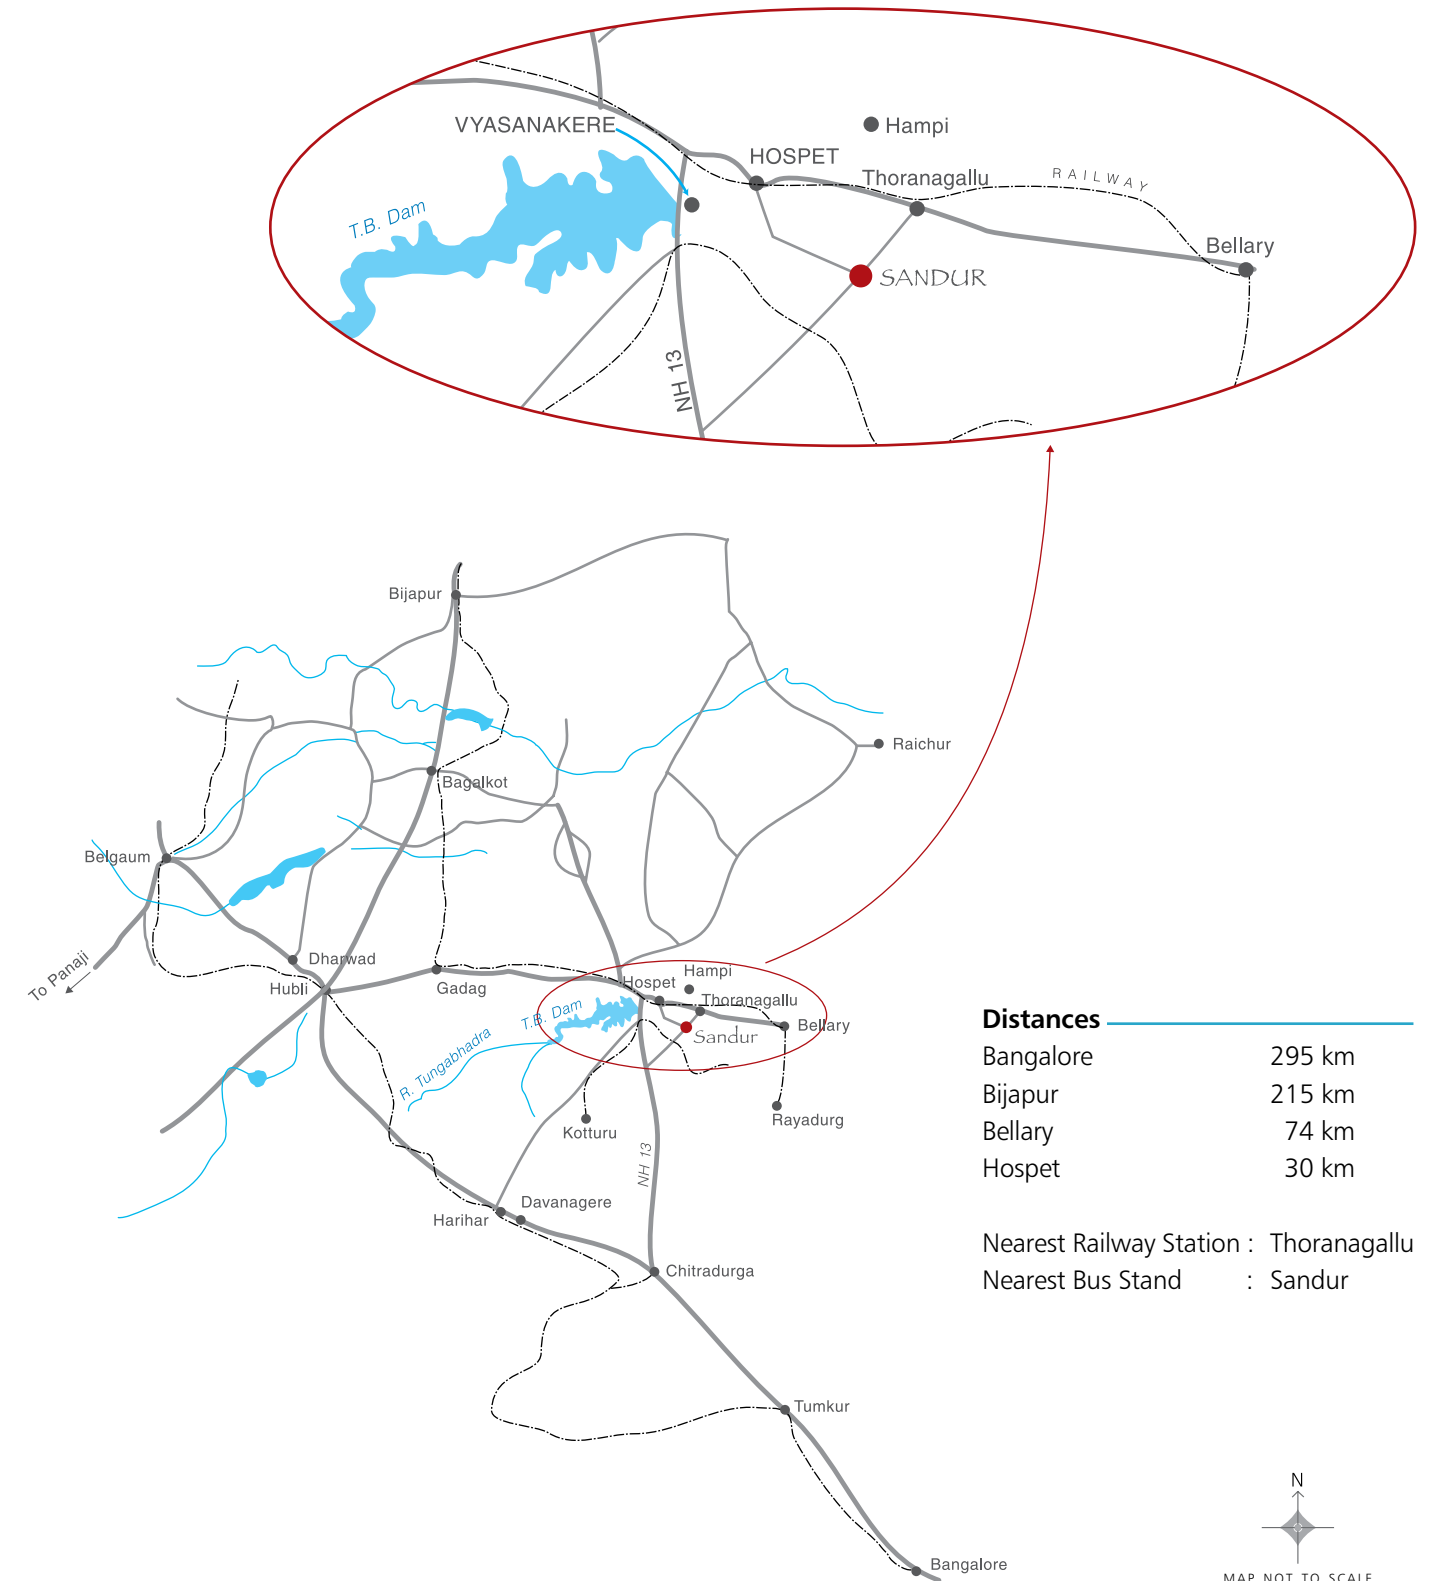 VYASANAKERE
Hampi
HOSPET
Thoranagallu
RAILWAY
T.B. Dam
Bellary
SANDUR
NH 13
Bijapur
Raichur
Bagalkot
Belgaum
Dharwad
To Panaji
Hubli
Gadag
Hospet
Hampi
Thoranagallu
T.B. Dam
Bellary
Sandur
R. Tungabhadra
Rayadurg
Kotturu
NH 13
Davanagere
Harihar
Chitradurga
Tumkur
Bangalore
Distances
Bangalore 295 km
Bijapur 215 km
Bellary 74 km
Hospet 30 km
Nearest Railway Station : Thoranagallu
Nearest Bus Stand : Sandur
N
MAP NOT TO SCALE